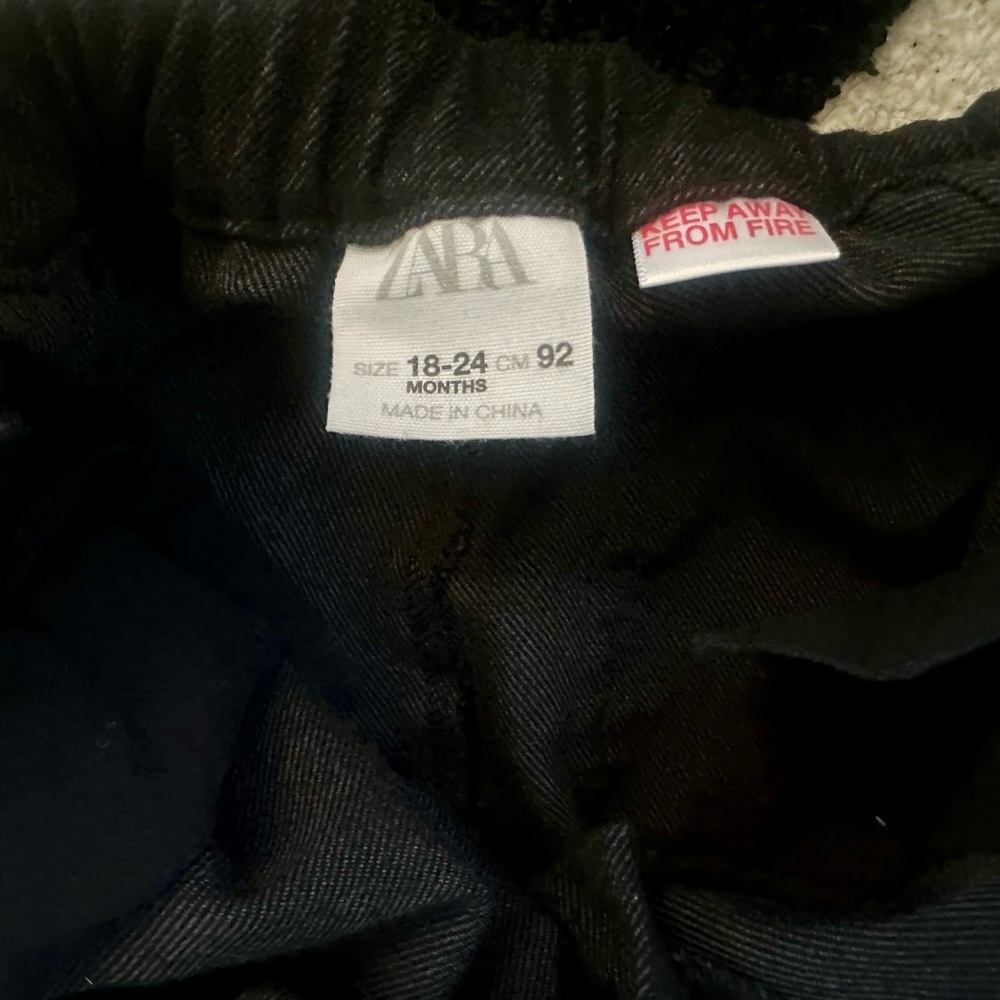 ZARA
SIZE 18-24 CM 92
MONTHS
MADE IN CHINA
KEEP AWAY
FROM FIRE